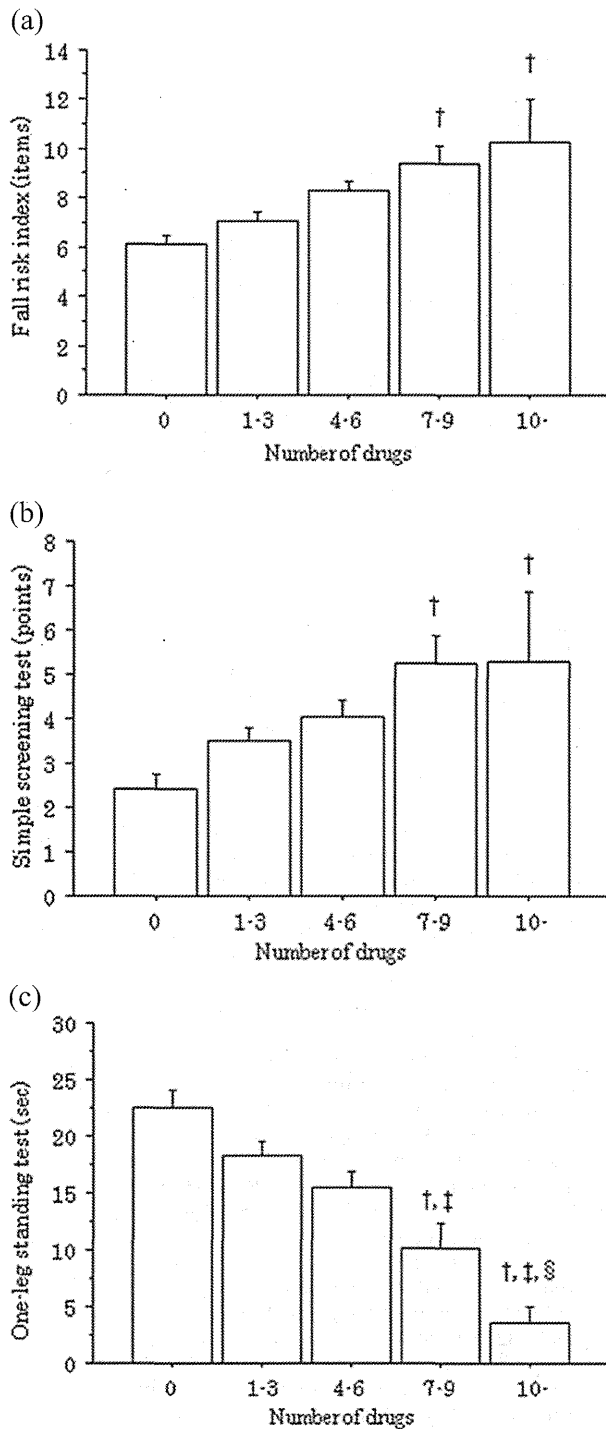 (a)
Fall risk index (items)
14
12
10
8
6
4
2
0
†
†
0 1-3 4-6 7-9 10-
Number of drugs
(b)
Simple screening test (points)
8
7
6
5
4
3
2
1
0
†
†
0 1-3 4-6 7-9 10-
Number of drugs
(c)
One-leg standing test (sec)
30
25
20
15
10
5
0
†, ‡
†, ‡, §
0 1-3 4-6 7-9 10-
Number of drugs